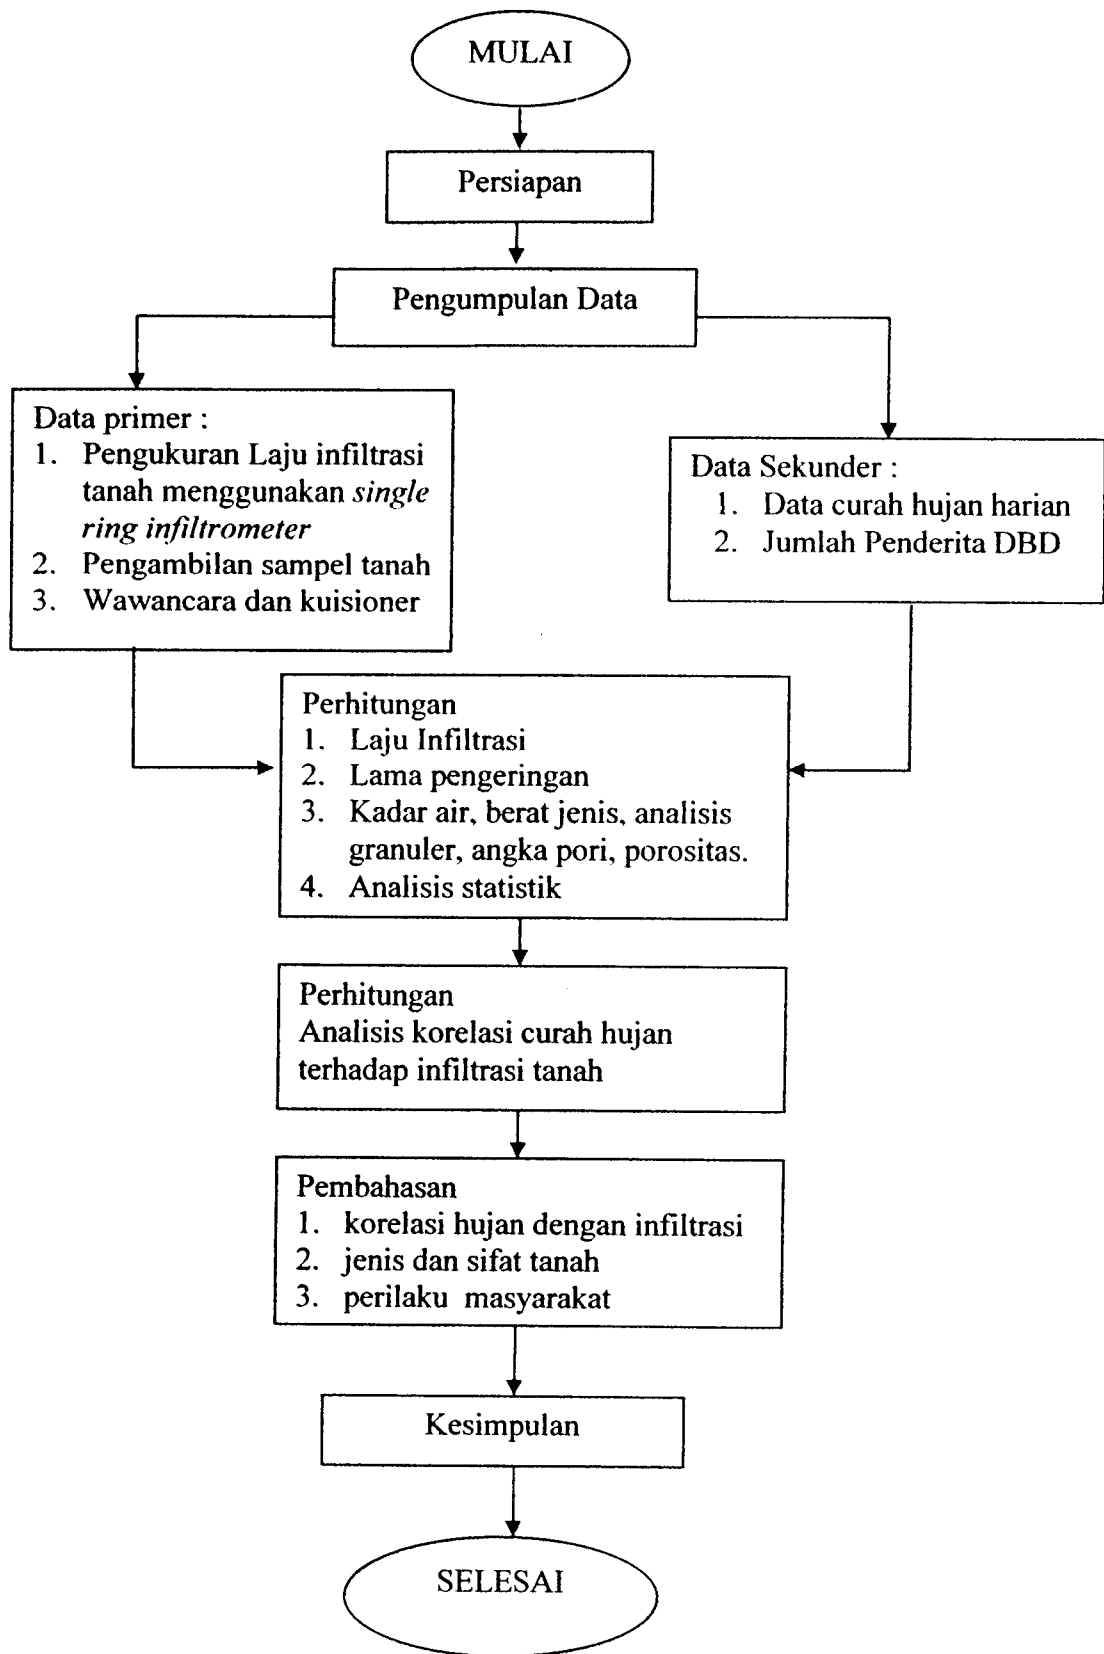 MULAI
Persiapan
Pengumpulan Data
Data primer :
1. Pengukuran Laju infiltrasi
tanah menggunakan single
ring infiltrometer
2. Pengambilan sampel tanah
3. Wawancara dan kuisioner
Data Sekunder :
1. Data curah hujan harian
2. Jumlah Penderita DBD
Perhitungan
1. Laju Infiltrasi
2. Lama pengeringan
3. Kadar air, berat jenis, analisis
granuler, angka pori, porositas.
4. Analisis statistik
Perhitungan
Analisis korelasi curah hujan
terhadap infiltrasi tanah
Pembahasan
1. korelasi hujan dengan infiltrasi
2. jenis dan sifat tanah
3. perilaku masyarakat
Kesimpulan
SELESAI